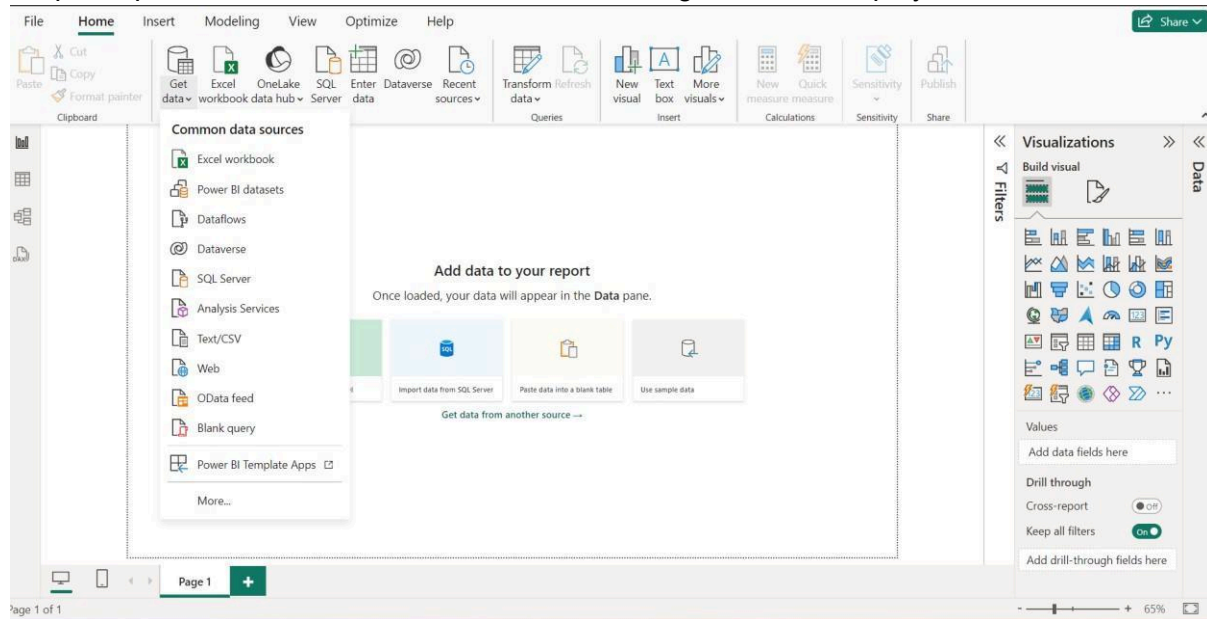 File Home Insert Modeling View Optimize Help Share
Paste
Cut
Copy
Format painter
Clipboard
Get data
Excel workbook
OneLake data hub
SQL Server
Enter data
Dataverse
Recent sources
Transform data
Refresh
Queries
New visual
Text box
More visuals
Insert
New measure
Quick measure
Calculations
Sensitivity
Sensitivity
Publish
Share
Common data sources
Excel workbook
Power BI datasets
Dataflows
Dataverse
SQL Server
Analysis Services
Text/CSV
Web
OData feed
Blank query
Power BI Template Apps
More...
Add data to your report
Once loaded, your data will appear in the Data pane.
Import data from SQL Server
Paste data into a blank table
Use sample data
Get data from another source →
Filters
Visualizations
Build visual
123
R Py
Values
Add data fields here
Drill through
Cross-report Off
Keep all filters On
Add drill-through fields here
Data
DAX
Page 1
Page 1 of 1
- + 65%